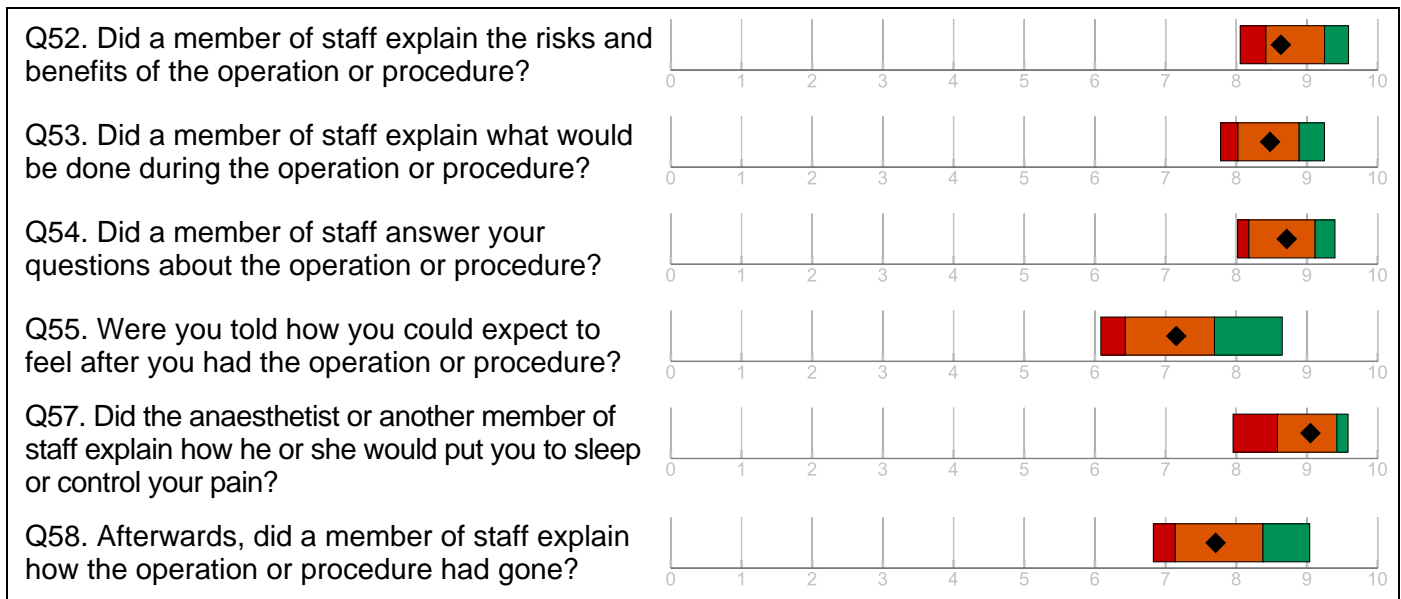 Q52. Did a member of staff explain the risks and
benefits of the operation or procedure?
0 1 2 3 4 5 6 7 8 9 10
Q53. Did a member of staff explain what would
be done during the operation or procedure?
0 1 2 3 4 5 6 7 8 9 10
Q54. Did a member of staff answer your
questions about the operation or procedure?
0 1 2 3 4 5 6 7 8 9 10
Q55. Were you told how you could expect to
feel after you had the operation or procedure?
0 1 2 3 4 5 6 7 8 9 10
Q57. Did the anaesthetist or another member of
staff explain how he or she would put you to sleep
or control your pain?
0 1 2 3 4 5 6 7 8 9 10
Q58. Afterwards, did a member of staff explain
how the operation or procedure had gone?
0 1 2 3 4 5 6 7 8 9 10